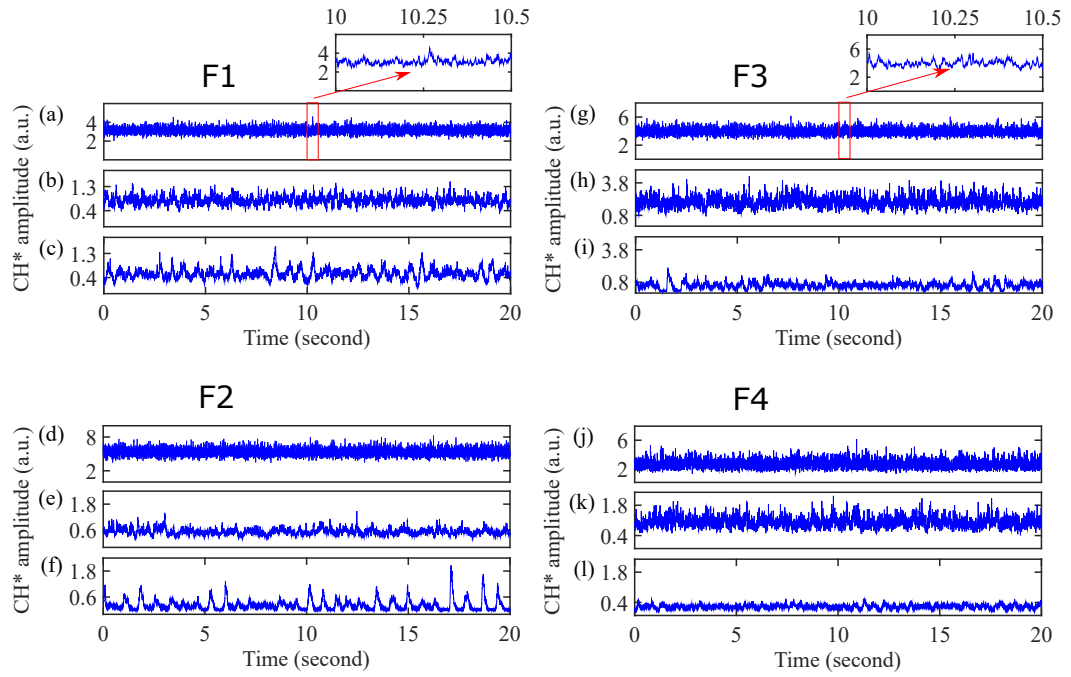 10 10.25 10.5
4
2
F1
(a)
4
2
(b)
1.3
0.4
(c)
1.3
0.4
CH* amplitude (a.u.)
0 5 10 15 20
Time (second)
10 10.25 10.5
6
2
F3
(g)
6
2
(h)
3.8
0.8
(i)
3.8
0.8
CH* amplitude (a.u.)
0 5 10 15 20
Time (second)
F2
(d)
8
2
(e)
1.8
0.6
(f)
1.8
0.6
CH* amplitude (a.u.)
0 5 10 15 20
Time (second)
F4
(j)
6
2
(k)
1.8
0.4
(l)
1.8
0.4
CH* amplitude (a.u.)
0 5 10 15 20
Time (second)